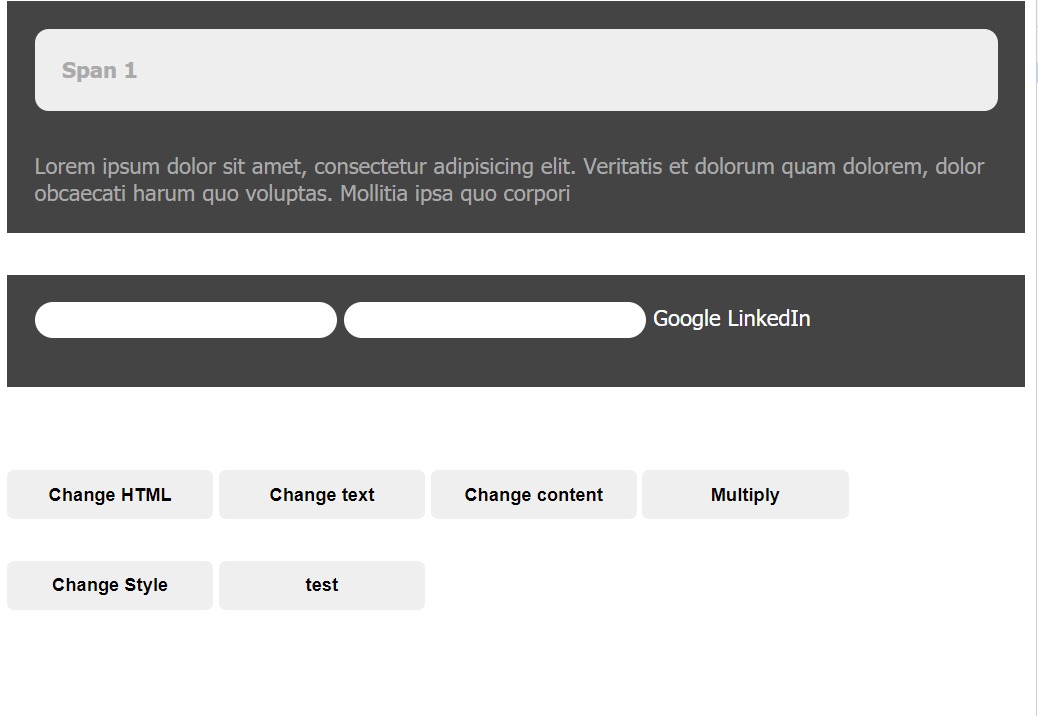 Span 1
Lorem ipsum dolor sit amet, consectetur adipisicing elit. Veritatis et dolorum quam dolorem, dolor
obcaecati harum quo voluptas. Mollitia ipsa quo corpori
Google LinkedIn
Change HTML Change text Change content Multiply
Change Style test